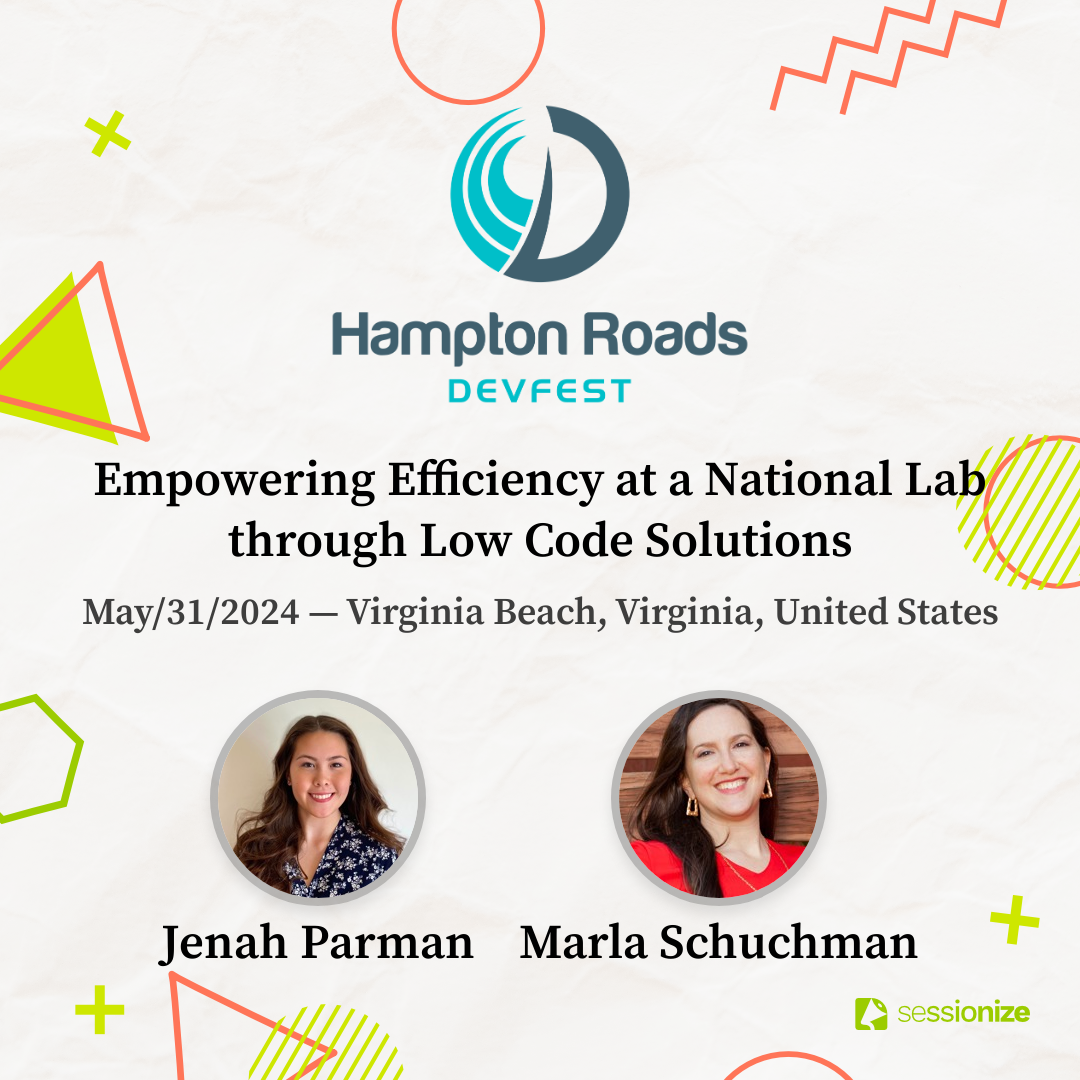 Hampton Roads
DEVFEST
Empowering Efficiency at a National Lab
through Low Code Solutions
May/31/2024 — Virginia Beach, Virginia, United States
Jenah Parman
Marla Schuchman
sessionize